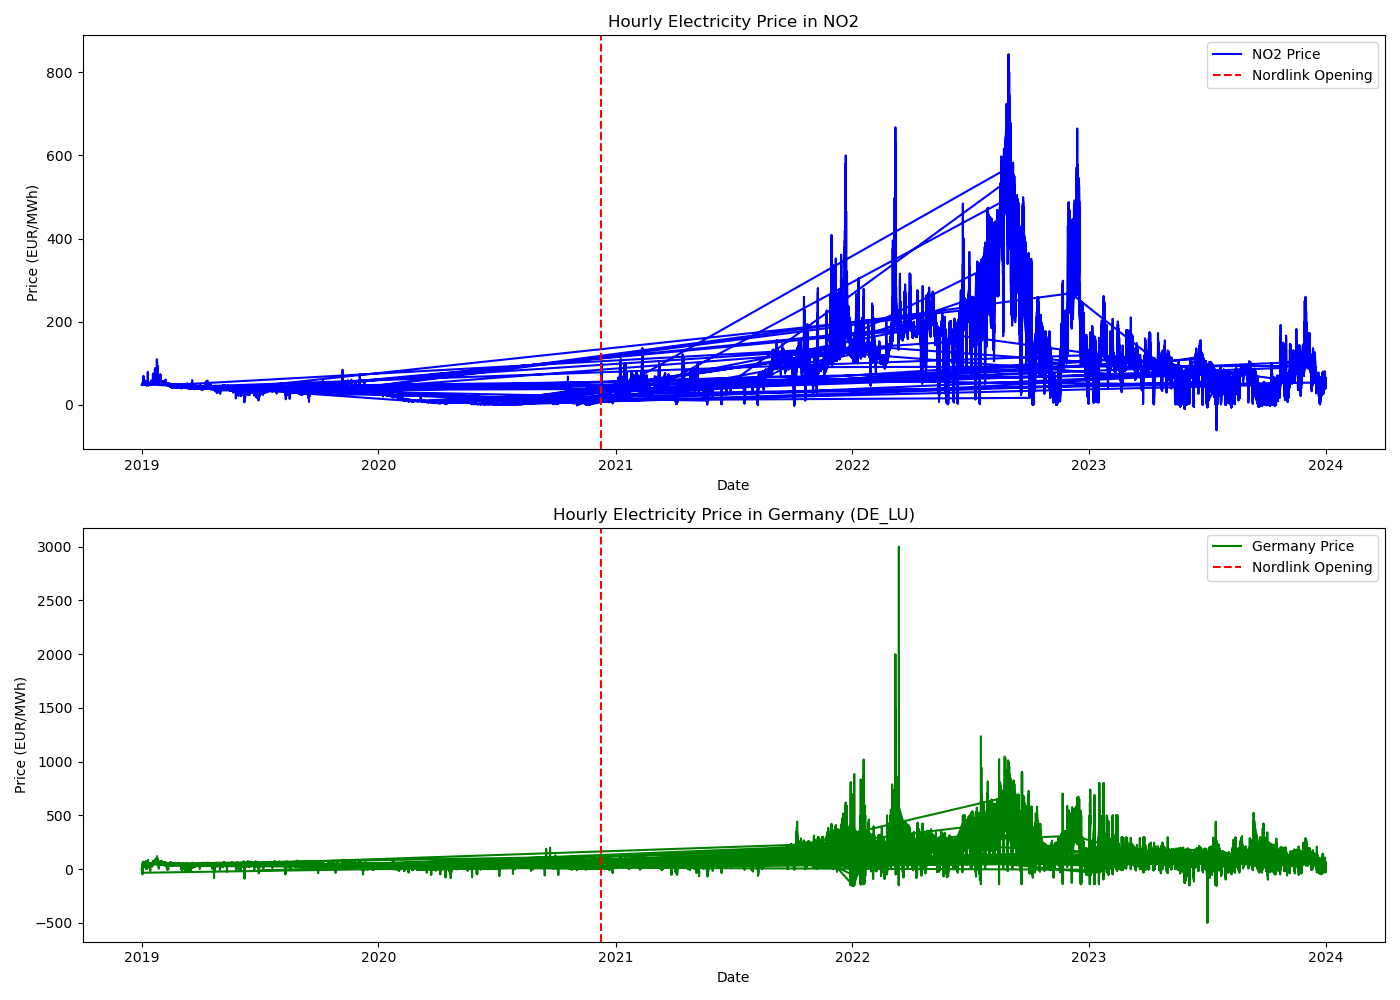 Hourly Electricity Price in NO2
NO2 Price
Nordlink Opening
800
600
400
200
0
Price (EUR/MWh)
2019 2020 2021 2022 2023 2024
Date
Hourly Electricity Price in Germany (DE_LU)
Germany Price
Nordlink Opening
3000
2500
2000
1500
1000
500
0
−500
Price (EUR/MWh)
2019 2020 2021 2022 2023 2024
Date